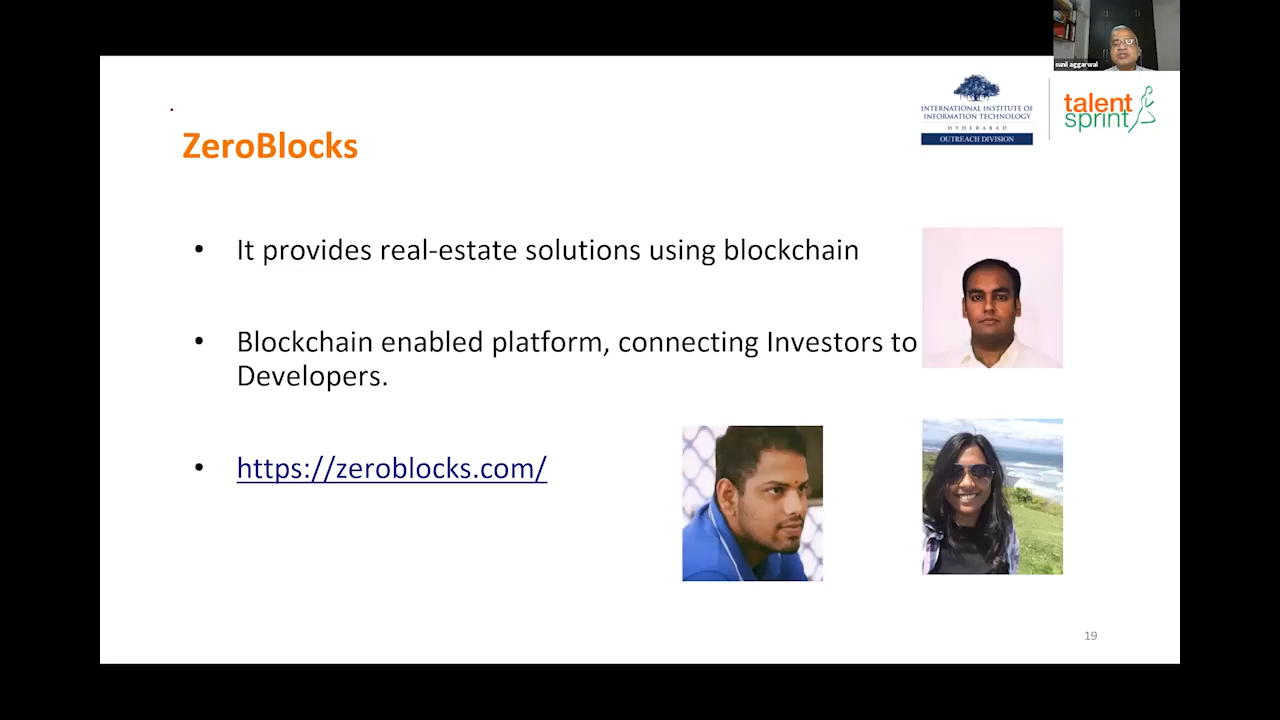 sunil aggarwal
INTERNATIONAL INSTITUTE OF
INFORMATION TECHNOLOGY
HYDERABAD
OUTREACH DIVISION
talent
sprint
ZeroBlocks
• It provides real-estate solutions using blockchain
• Blockchain enabled platform, connecting Investors to
Developers.
• https://zeroblocks.com/
19